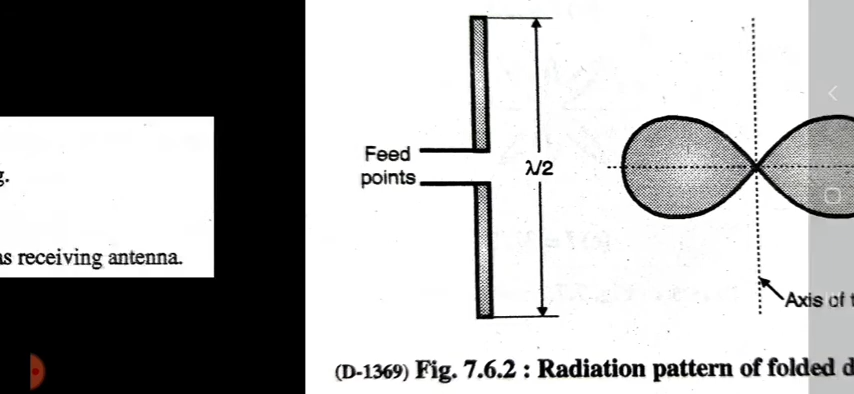 g.
as receiving antenna.
Feed
points
λ/2
Axis of t
(D-1369) Fig. 7.6.2 : Radiation pattern of folded d